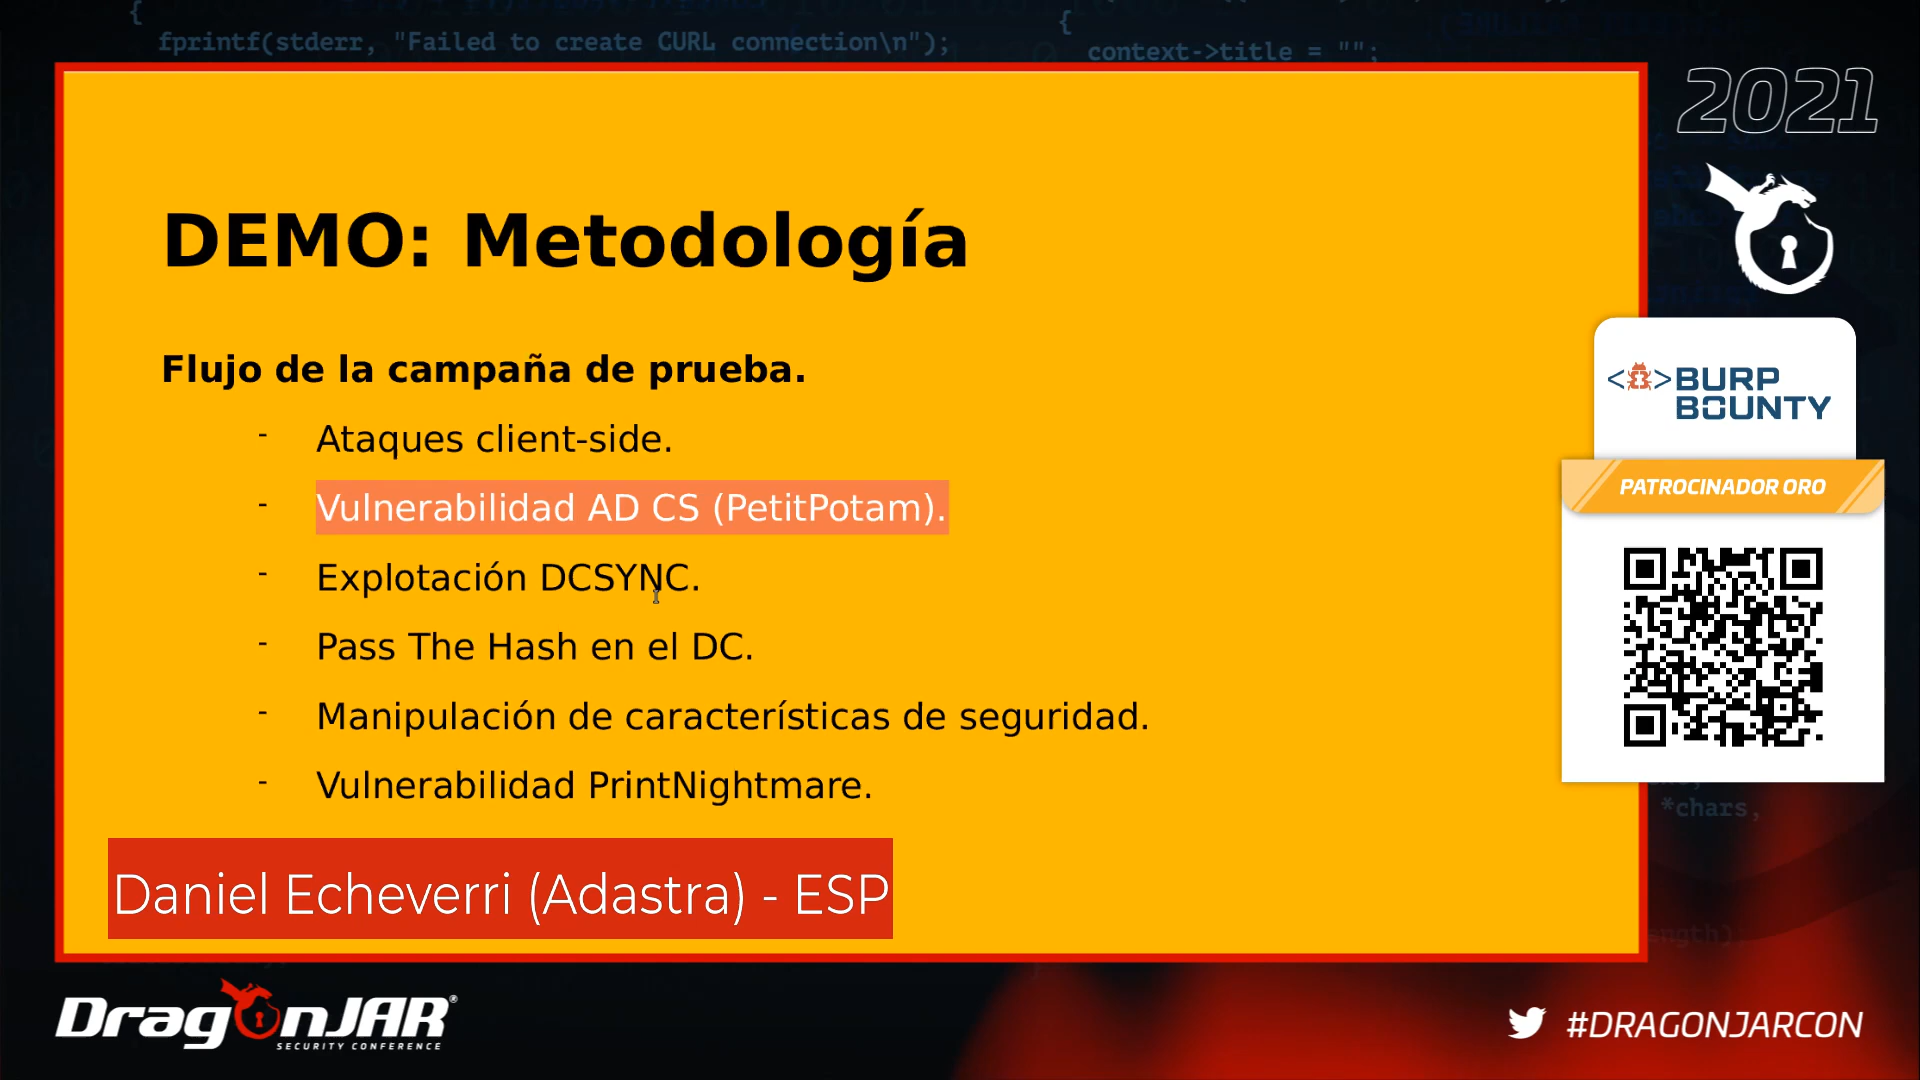 {
fprintf(stderr, "Failed to create CURL connection\n");
{
context->title = "";
2021
DEMO: Metodología
Flujo de la campaña de prueba.
- Ataques client-side.
- Vulnerabilidad AD CS (PetitPotam).
- Explotación DCSYNC.
- Pass The Hash en el DC.
- Manipulación de características de seguridad.
- Vulnerabilidad PrintNightmare.
<>BURP
BOUNTY
PATROCINADOR ORO
*chars,
Daniel Echeverri (Adastra) - ESP
DragonJAR®
SECURITY CONFERENCE
#DRAGONJARCON